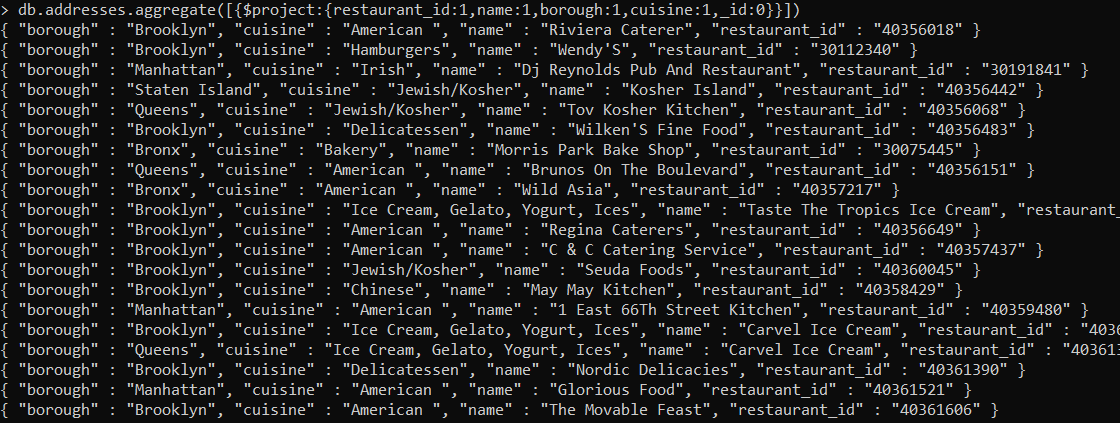 > db.addresses.aggregate([{$project:{restaurant_id:1,name:1,borough:1,cuisine:1,_id:0}}])
{ "borough" : "Brooklyn", "cuisine" : "American ", "name" : "Riviera Caterer", "restaurant_id" : "40356018" }
{ "borough" : "Brooklyn", "cuisine" : "Hamburgers", "name" : "Wendy'S", "restaurant_id" : "30112340" }
{ "borough" : "Manhattan", "cuisine" : "Irish", "name" : "Dj Reynolds Pub And Restaurant", "restaurant_id" : "30191841" }
{ "borough" : "Staten Island", "cuisine" : "Jewish/Kosher", "name" : "Kosher Island", "restaurant_id" : "40356442" }
{ "borough" : "Queens", "cuisine" : "Jewish/Kosher", "name" : "Tov Kosher Kitchen", "restaurant_id" : "40356068" }
{ "borough" : "Brooklyn", "cuisine" : "Delicatessen", "name" : "Wilken'S Fine Food", "restaurant_id" : "40356483" }
{ "borough" : "Bronx", "cuisine" : "Bakery", "name" : "Morris Park Bake Shop", "restaurant_id" : "30075445" }
{ "borough" : "Queens", "cuisine" : "American ", "name" : "Brunos On The Boulevard", "restaurant_id" : "40356151" }
{ "borough" : "Bronx", "cuisine" : "American ", "name" : "Wild Asia", "restaurant_id" : "40357217" }
{ "borough" : "Brooklyn", "cuisine" : "Ice Cream, Gelato, Yogurt, Ices", "name" : "Taste The Tropics Ice Cream", "restaurant_
{ "borough" : "Brooklyn", "cuisine" : "American ", "name" : "Regina Caterers", "restaurant_id" : "40356649" }
{ "borough" : "Brooklyn", "cuisine" : "American ", "name" : "C & C Catering Service", "restaurant_id" : "40357437" }
{ "borough" : "Brooklyn", "cuisine" : "Jewish/Kosher", "name" : "Seuda Foods", "restaurant_id" : "40360045" }
{ "borough" : "Brooklyn", "cuisine" : "Chinese", "name" : "May May Kitchen", "restaurant_id" : "40358429" }
{ "borough" : "Manhattan", "cuisine" : "American ", "name" : "1 East 66Th Street Kitchen", "restaurant_id" : "40359480" }
{ "borough" : "Brooklyn", "cuisine" : "Ice Cream, Gelato, Yogurt, Ices", "name" : "Carvel Ice Cream", "restaurant_id" : "4036
{ "borough" : "Queens", "cuisine" : "Ice Cream, Gelato, Yogurt, Ices", "name" : "Carvel Ice Cream", "restaurant_id" : "40361
{ "borough" : "Brooklyn", "cuisine" : "Delicatessen", "name" : "Nordic Delicacies", "restaurant_id" : "40361390" }
{ "borough" : "Manhattan", "cuisine" : "American ", "name" : "Glorious Food", "restaurant_id" : "40361521" }
{ "borough" : "Brooklyn", "cuisine" : "American ", "name" : "The Movable Feast", "restaurant_id" : "40361606" }